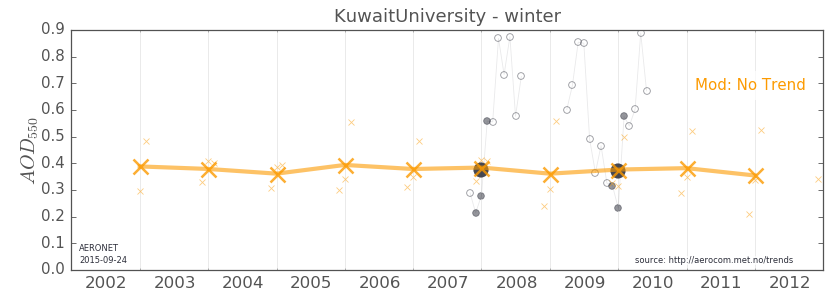 KuwaitUniversity - winter
0.9
0.8
0.7
0.6
0.5
0.4
0.3
0.2
0.1
0.0
AOD550
Mod: No Trend
AERONET
2015-09-24
source: http://aerocom.met.no/trends
2002 2003 2004 2005 2006 2007 2008 2009 2010 2011 2012